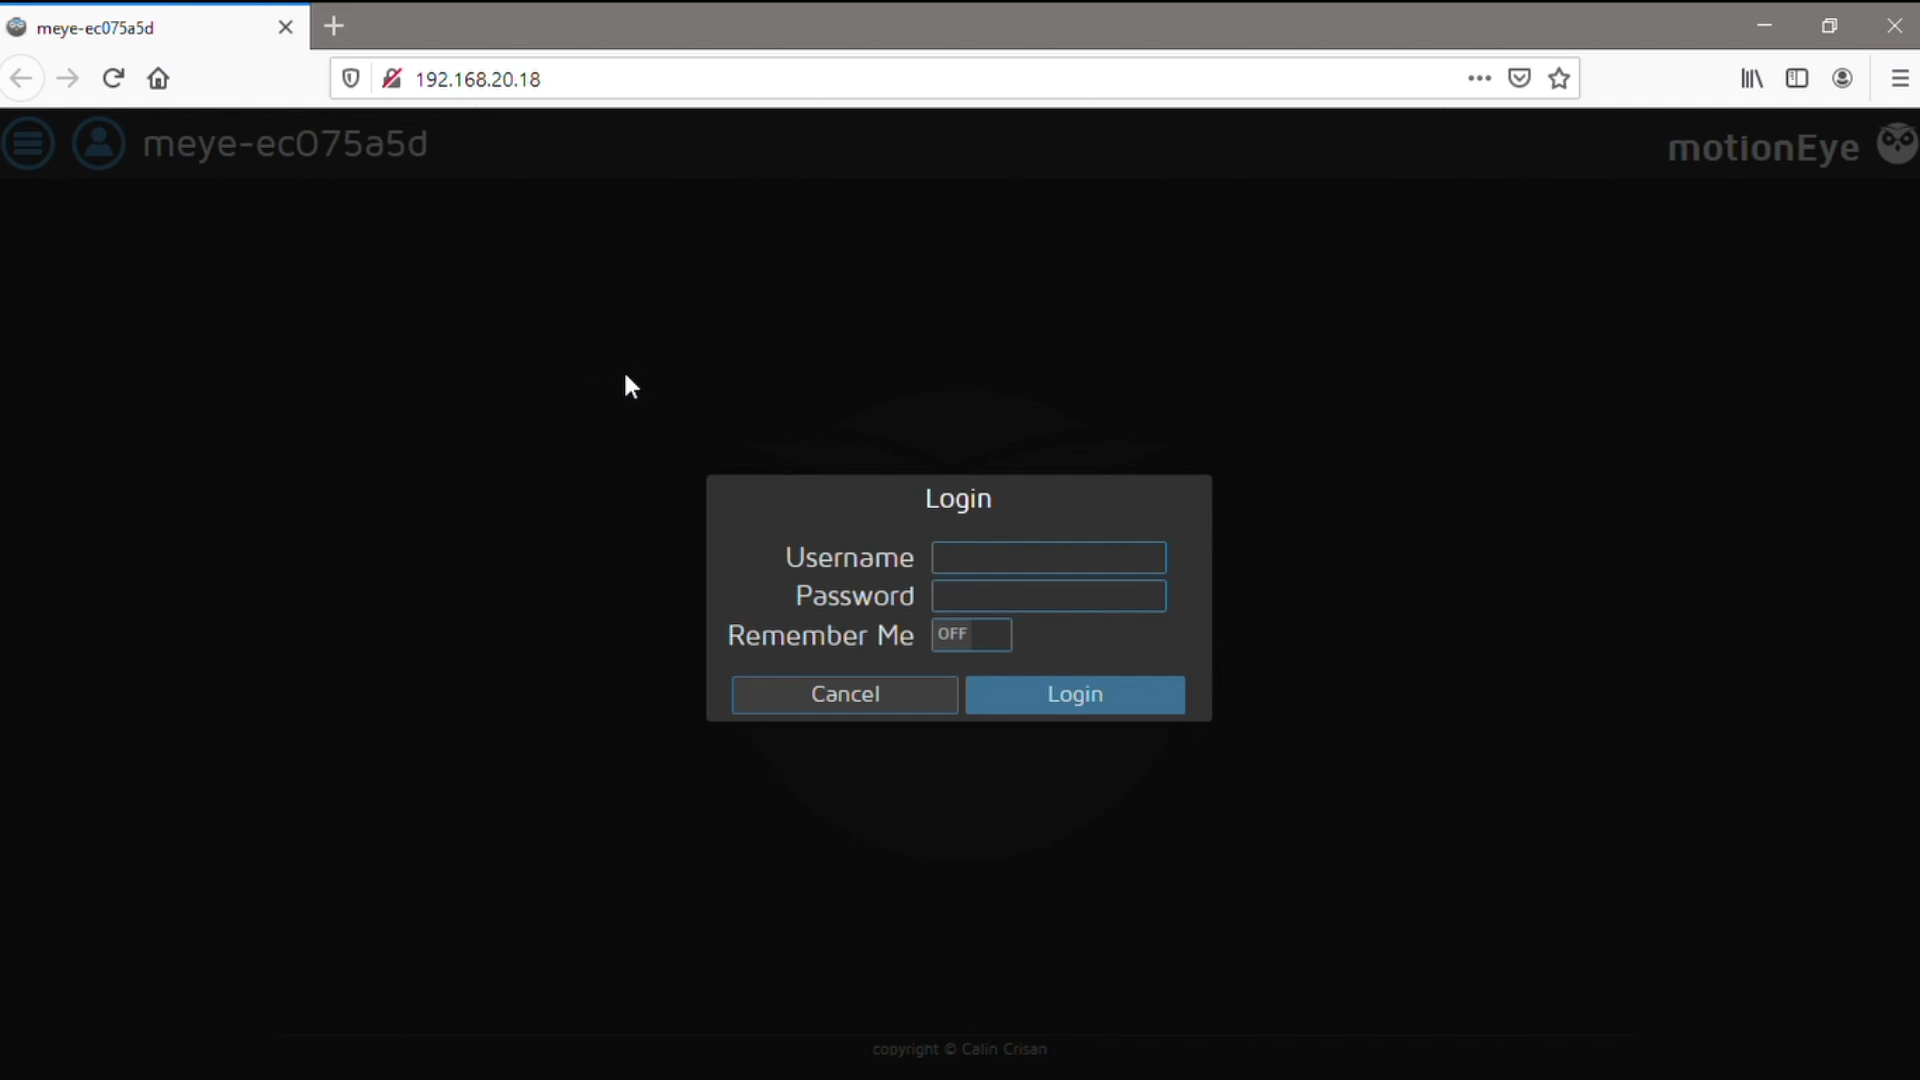 meye-ec075a5d
192.168.20.18
meye-ec075a5d
motionEye
Login
Username
Password
Remember Me OFF
Cancel Login
copyright © Calin Crisan